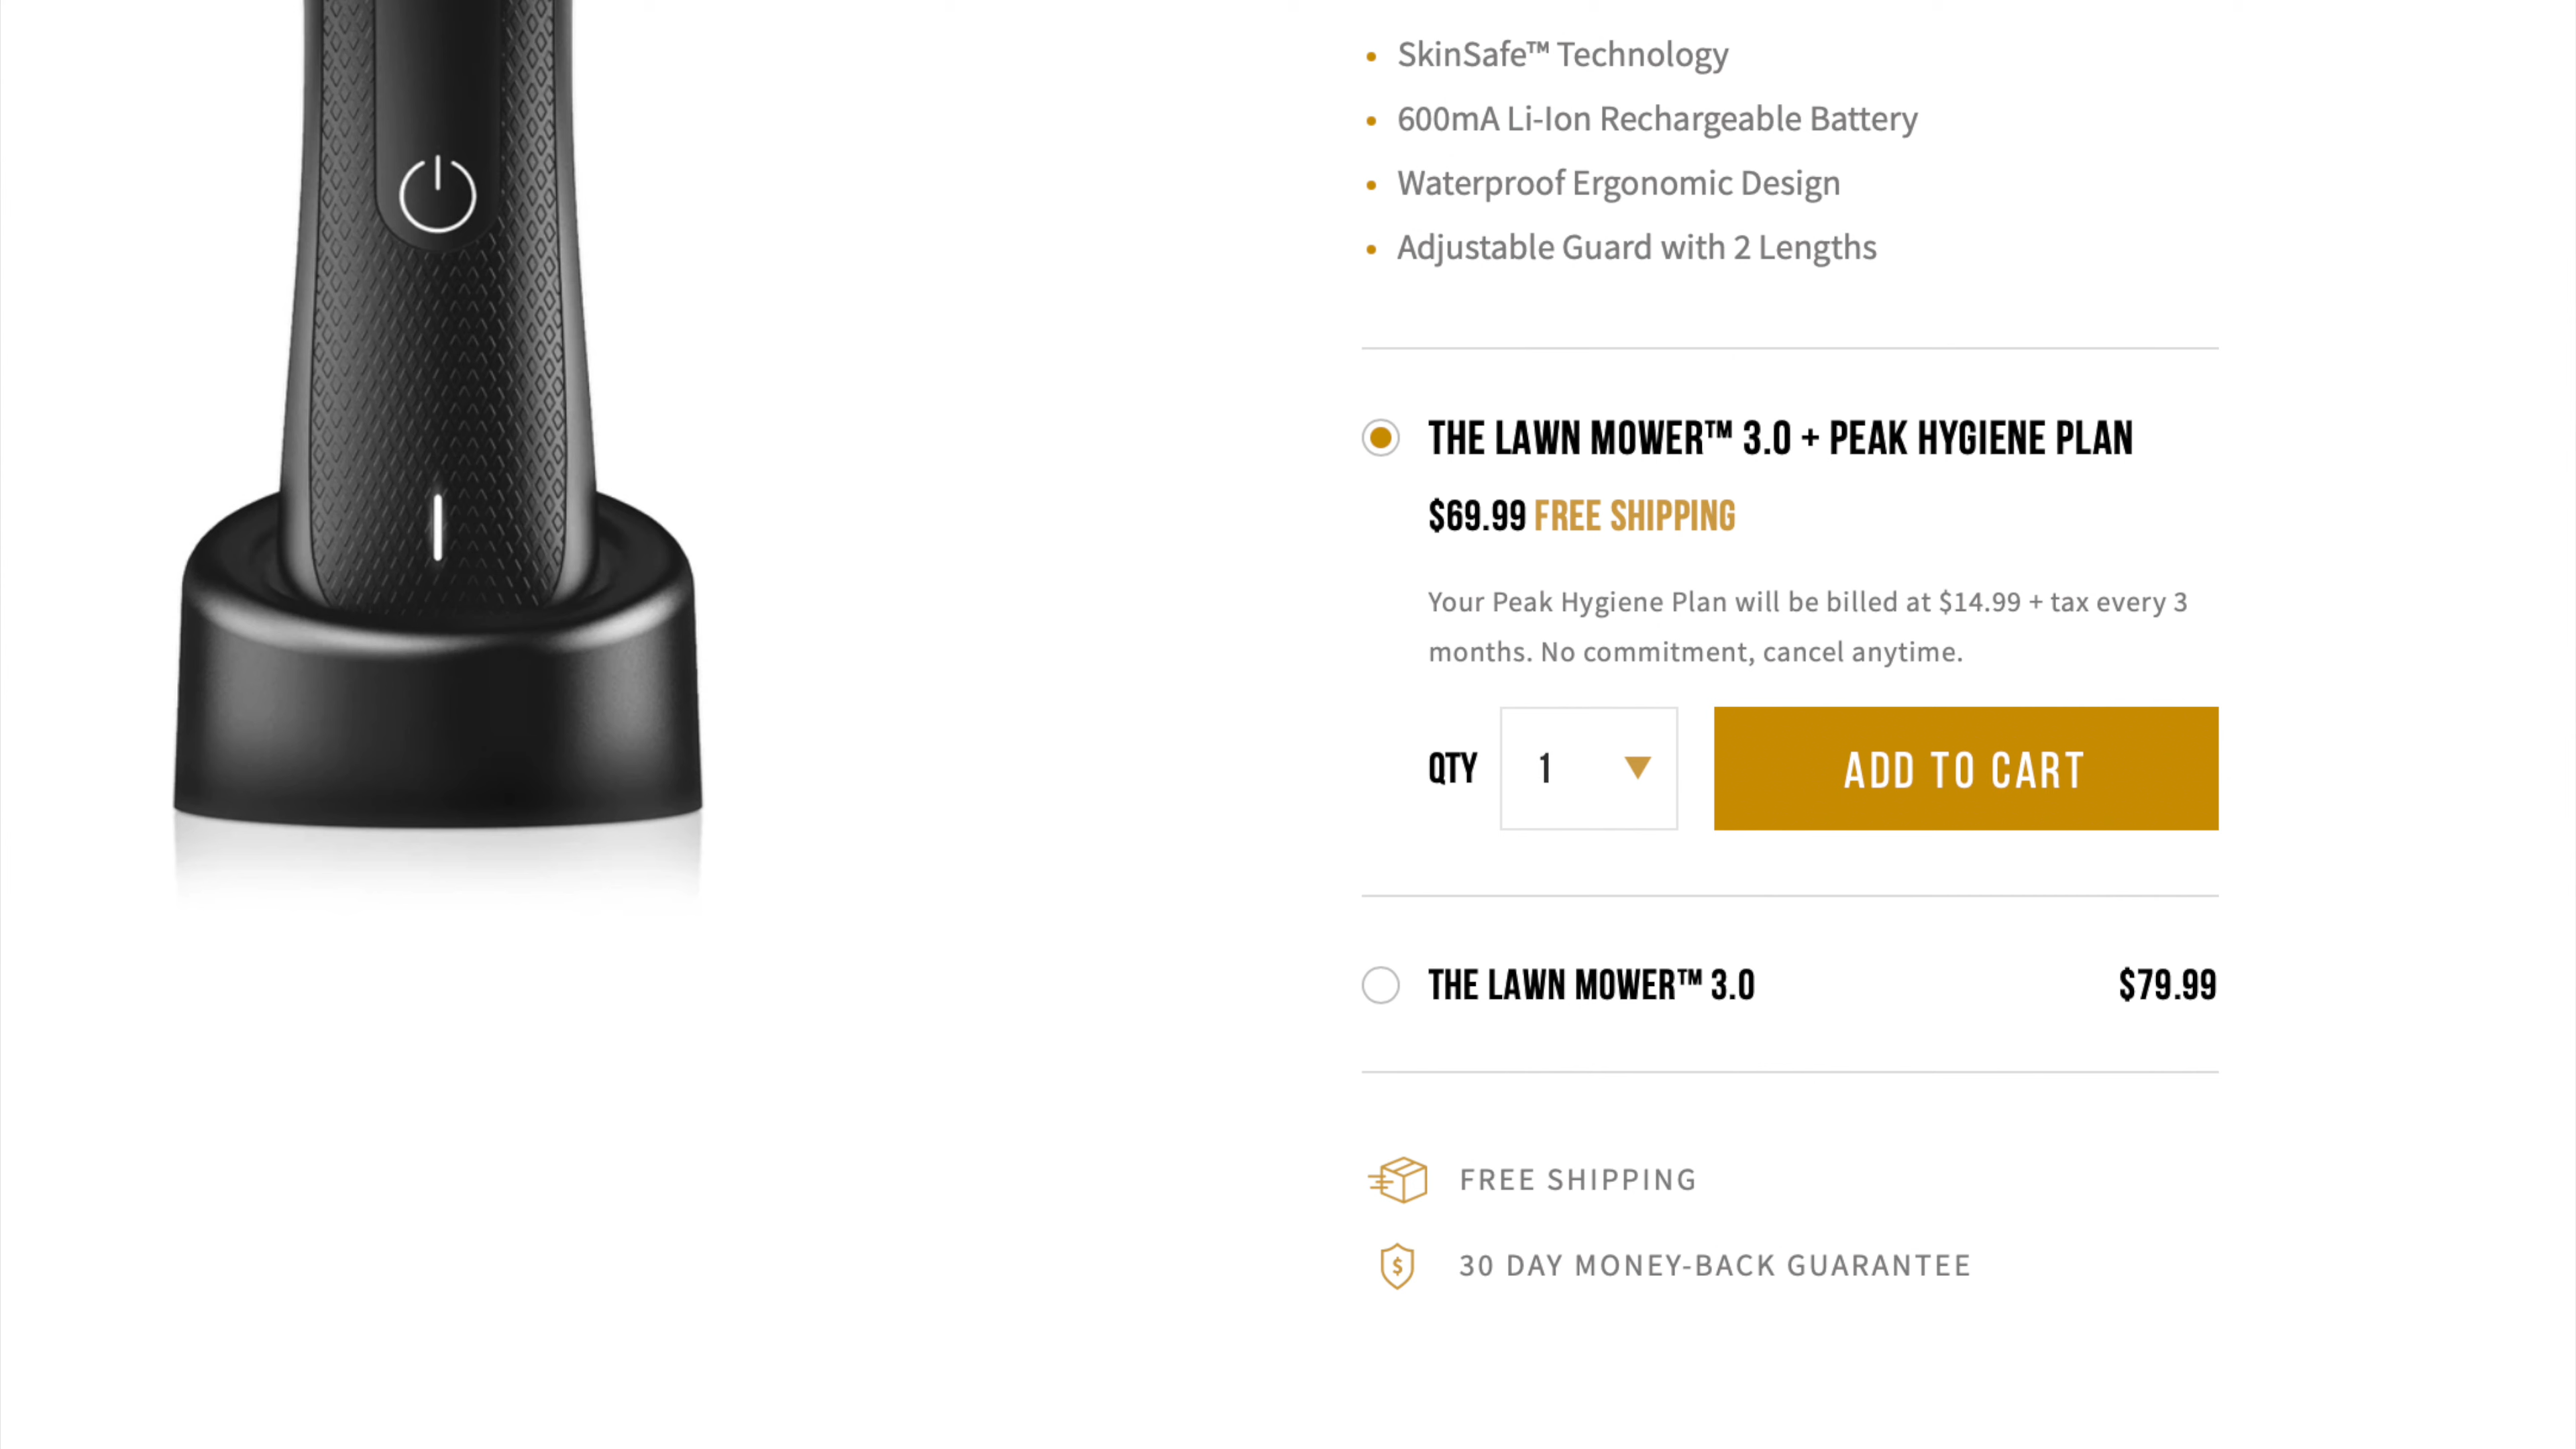 SkinSafe™ Technology
600mA Li-Ion Rechargeable Battery
Waterproof Ergonomic Design
Adjustable Guard with 2 Lengths
THE LAWN MOWER™ 3.0 + PEAK HYGIENE PLAN
$69.99 FREE SHIPPING
Your Peak Hygiene Plan will be billed at $14.99 + tax every 3
months. No commitment, cancel anytime.
QTY 1 ADD TO CART
THE LAWN MOWER™ 3.0 $79.99
FREE SHIPPING
$ 30 DAY MONEY-BACK GUARANTEE